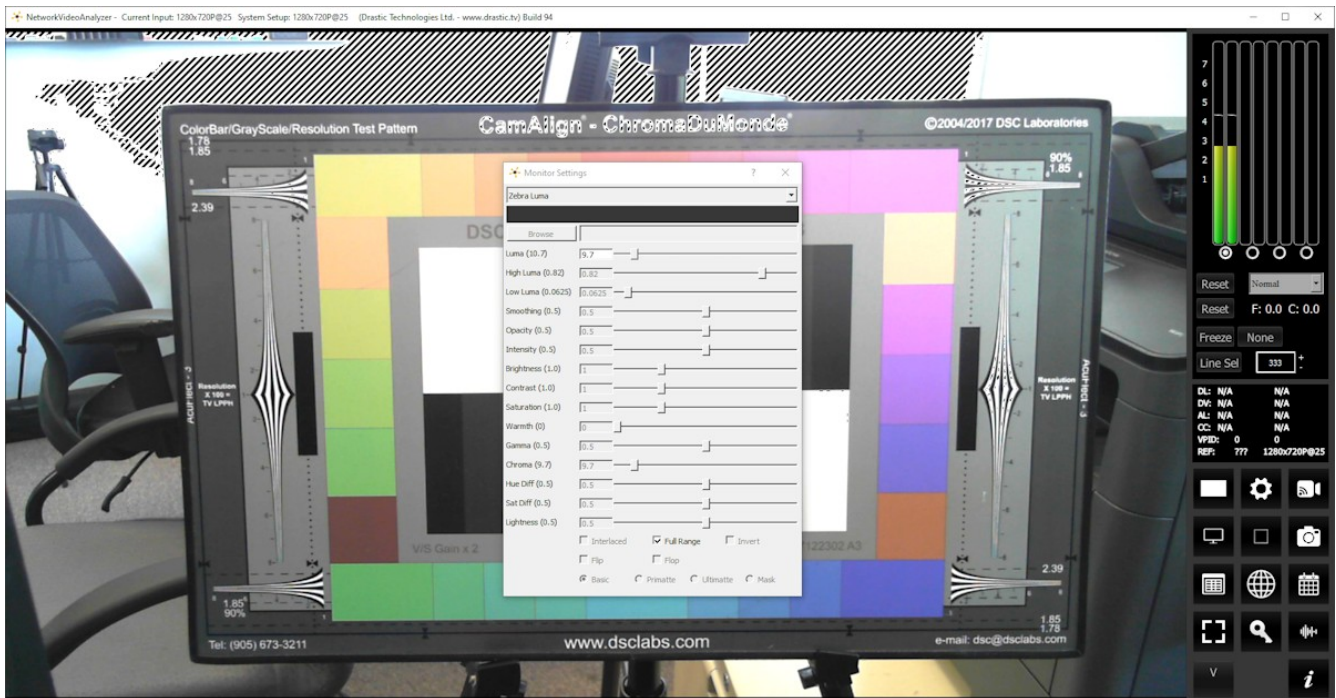 NetworkVideoAnalyzer - Current Input: 1280x720P@25 System Setup: 1280x720P@25 (Drastic Technologies Ltd. - www.drastic.tv) Build 94
ColorBar/GrayScale/Resolution Test Pattern
CamAlign - ChromaDuMonde
©2004/2017 DSC Laboratories
1.78
1.85
2.39
90%
1.85
DSC
Monitor Settings
? ×
Zebra Luma
Browse
Luma (10.7) 9.7
High Luma (0.82) 0.82
Low Luma (0.0625) 0.0625
Smoothing (0.5) 0.5
Opacity (0.5) 0.5
Intensity (0.5) 0.5
Brightness (1.0) 1
Contrast (1.0) 1
Saturation (1.0) 1
Warmth (0) 0
Gamma (0.5) 0.5
Chroma (9.7) 9.7
Hue Diff (0.5) 0.5
Sat Diff (0.5) 0.5
Lightness (0.5) 0.5
Interlaced Full Range Invert
Flip Flop
Basic Primatte Ultimatte Mask
Resolution
X 100 =
TV LPPH
Resolution
X 100 =
TV LPPH
V/S Gain x 2
122302 A3
2.39
1.85
90%
1.85
1.78
Tel: (905) 673-3211
www.dsclabs.com
e-mail: dsc@dsclabs.com
7
6
5
4
3
2
1
Reset Normal
Reset F: 0.0 C: 0.0
Freeze None
Line Sel 333 + -
DL: N/A N/A
DV: N/A N/A
AL: N/A N/A
CC: N/A N/A
VPID: 0 0
REF: ??? 1280x720P@25
V
i